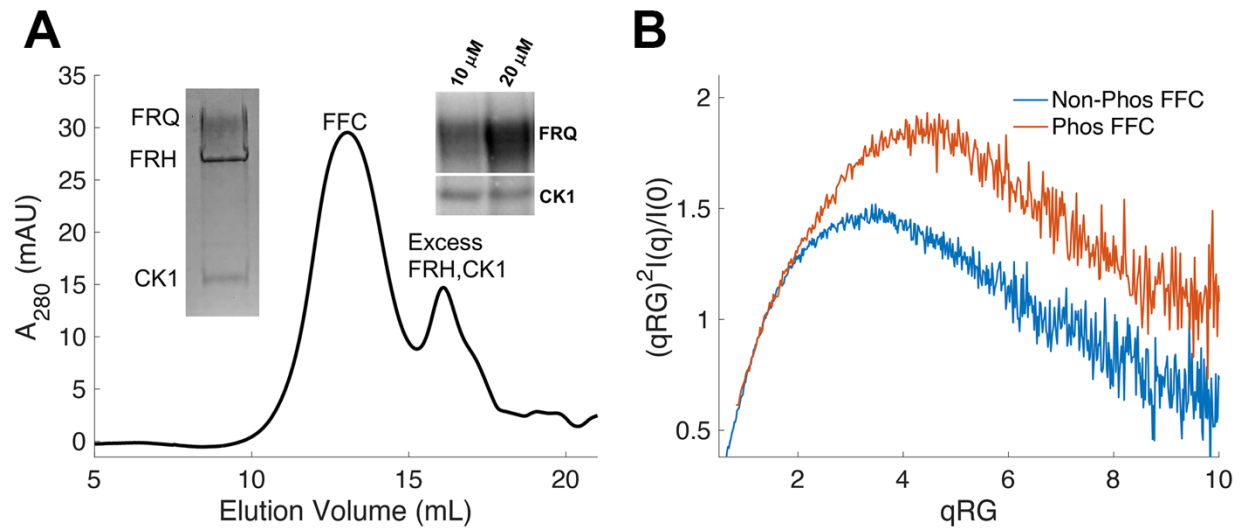 A
B
A280 (mAU)
35
30
25
20
15
10
5
0
FRQ
FRH
CK1
FFC
Excess
FRH,CK1
10 μM
20 μM
FRQ
CK1
5
10
15
20
Elution Volume (mL)
(qRG)²I(q)/I(0)
2
1.5
1
0.5
Non-Phos FFC
Phos FFC
2
4
6
8
10
qRG